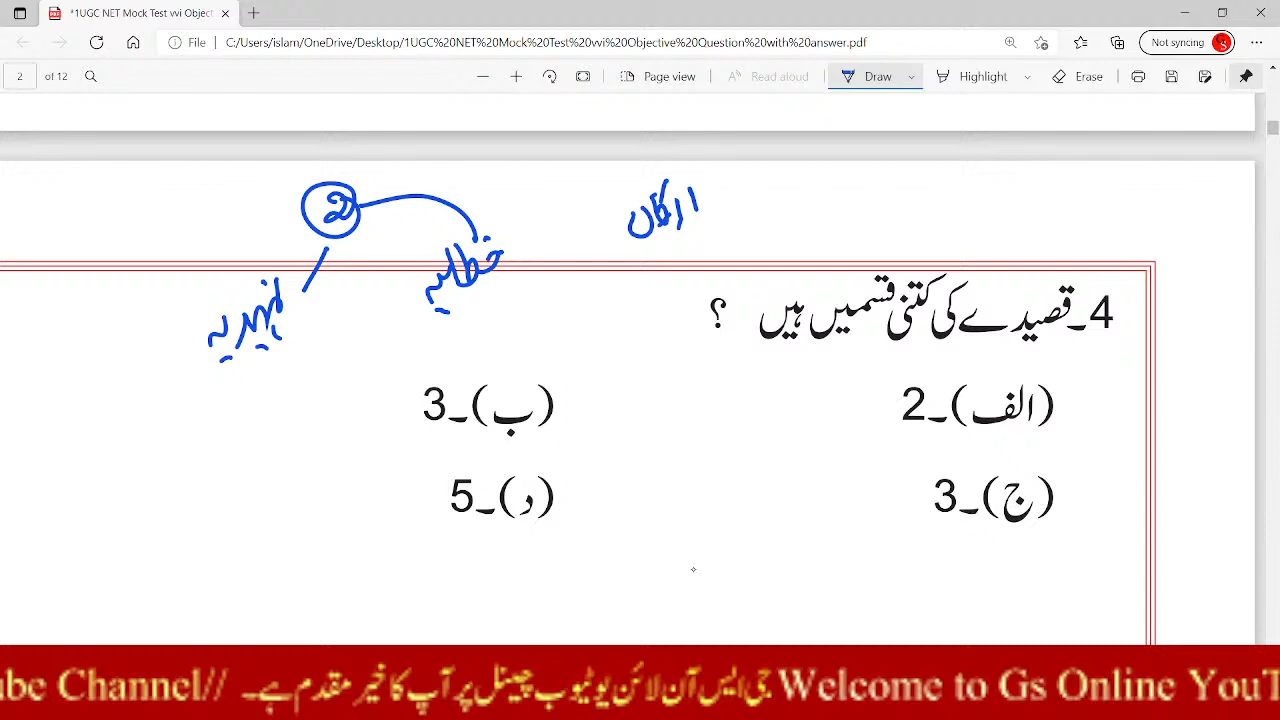 *1UGC NET Mock Test vvi Object
File C:/Users/islam/OneDrive/Desktop/1UGC%20NET%20Mock%20Test%20vvi%20Objective%20Question%20with%20answer.pdf Not syncing
2 of 12 Page view Read aloud Draw Highlight Erase
2 ارکان
خطابیہ
تمہیدیہ
4۔قصیدے کی کتنی قسمیں ہیں ؟
(الف)۔2 (ب)۔3
(ج)۔3 (د)۔5
ube Channel// جی ایس آن لائن یوٹیوب چینل پر آپ کا خیر مقدم ہے۔ Welcome to Gs Online YouT